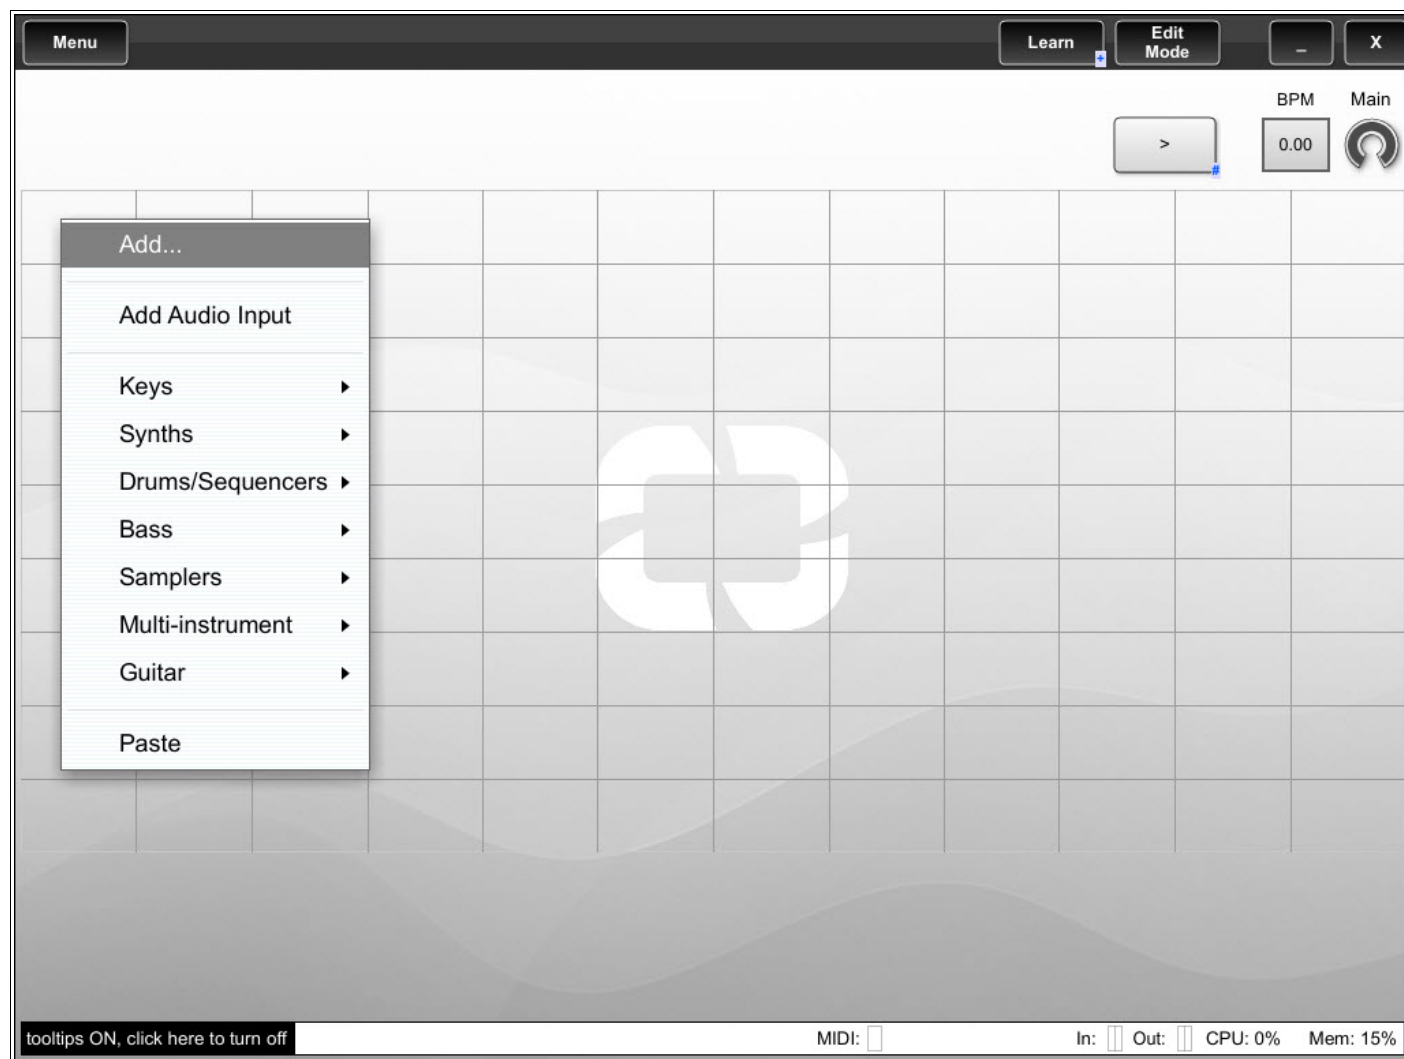 Menu
Learn
+
Edit
Mode
_
X
BPM
Main
>
#
0.00
Add...
Add Audio Input
Keys
Synths
Drums/Sequencers
Bass
Samplers
Multi-instrument
Guitar
Paste
tooltips ON, click here to turn off
MIDI:
In:
Out:
CPU: 0%
Mem: 15%